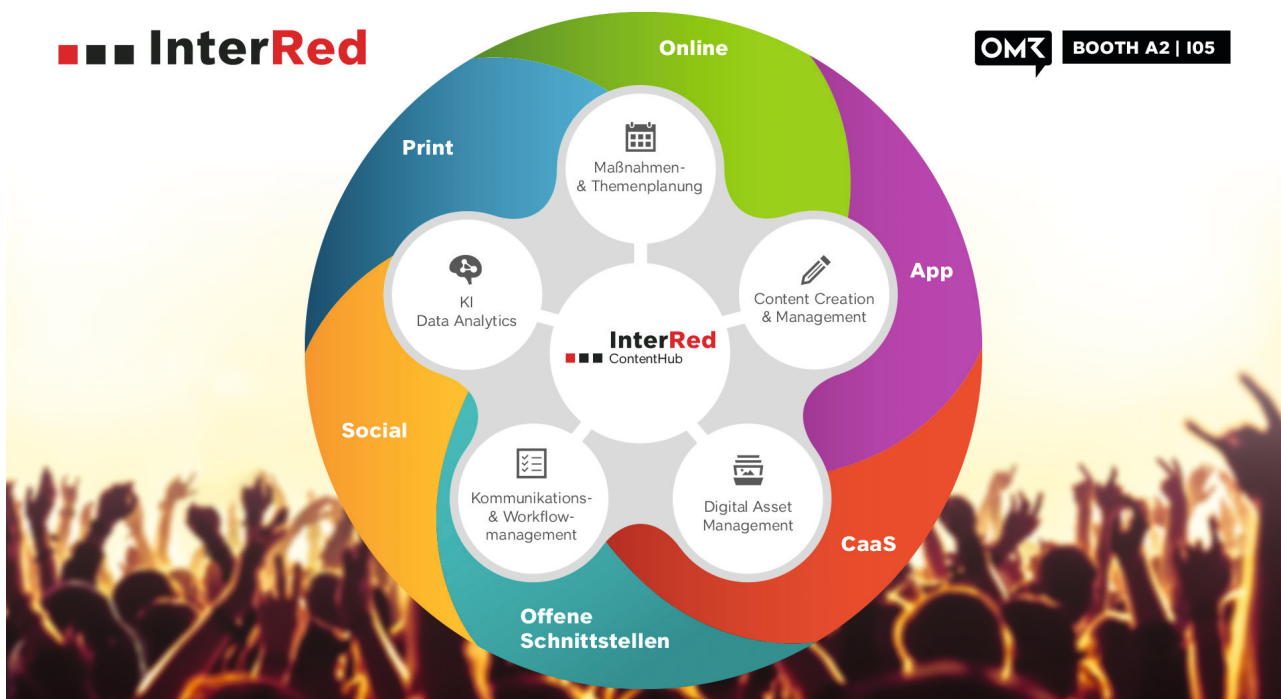 InterRed
OMR
BOOTH A2 | I05
Online
Print
App
Social
CaaS
Offene
Schnittstellen
Maßnahmen-
& Themenplanung
KI
Data Analytics
Content Creation
& Management
InterRed
ContentHub
Kommunikations-
& Workflow-
management
Digital Asset
Management